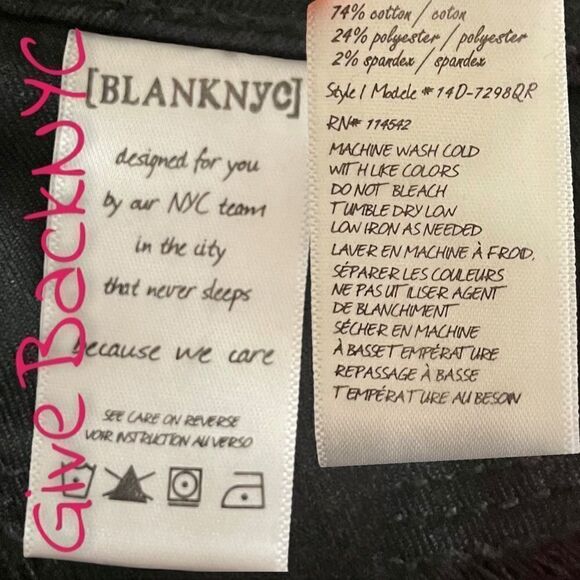 Give BackNYC
[BLANKNYC]
designed for you
by our NYC team
in the city
that never sleeps
because we care
SEE CARE ON REVERSE
VOIR INSTRUCTION AU VERSO
74% cotton / coton
24% polyester / polyester
2% spandex / spandex
Style / Modele # 14D-7298QR
RN# 114642
MACHINE WASH COLD
WITH LIKE COLORS
DO NOT BLEACH
TUMBLE DRY LOW
LOW IRON AS NEEDED
LAVER EN MACHINE À FROID,
SÉPARER LES COULEURS
NE PAS UTILISER AGENT
DE BLANCHIMENT
SÉCHER EN MACHINE
À BASSE TEMPÉRATURE
REPASSAGE À BASSE
TEMPÉRATURE AU BESOIN